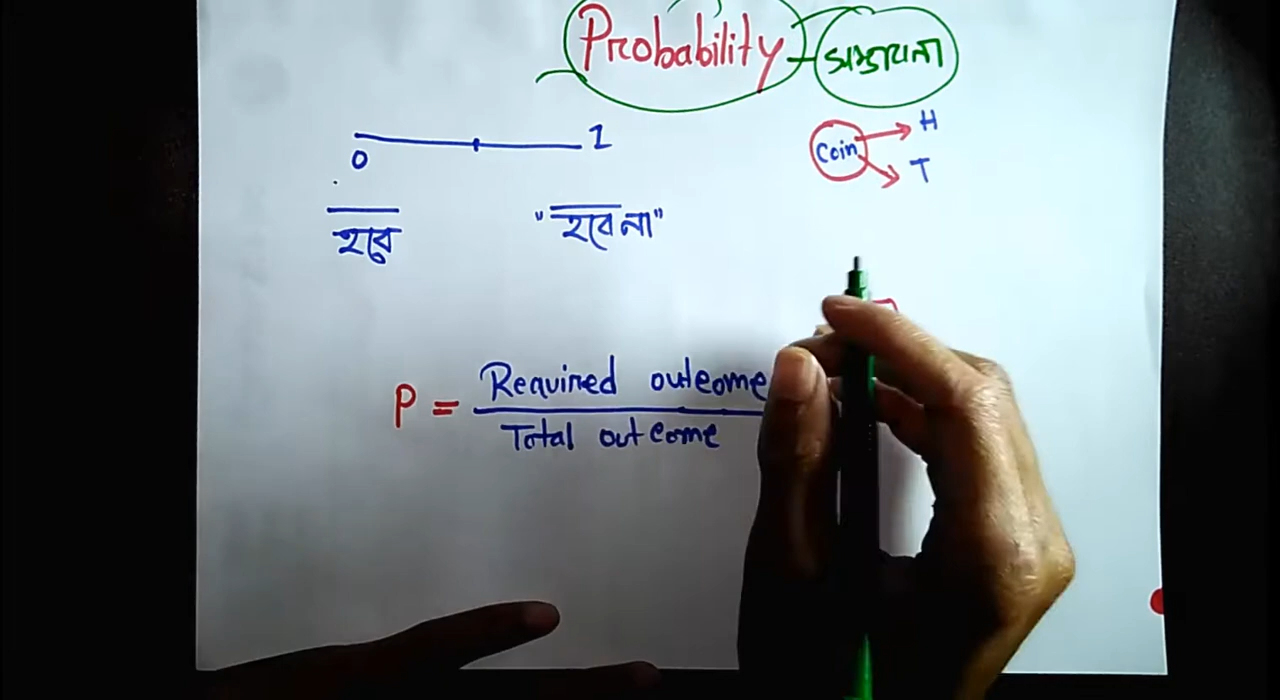 Probability - সম্ভাবনা
0 1
Coin H
T
হবে "হবেনা"
P = Required outcome
Total outcome